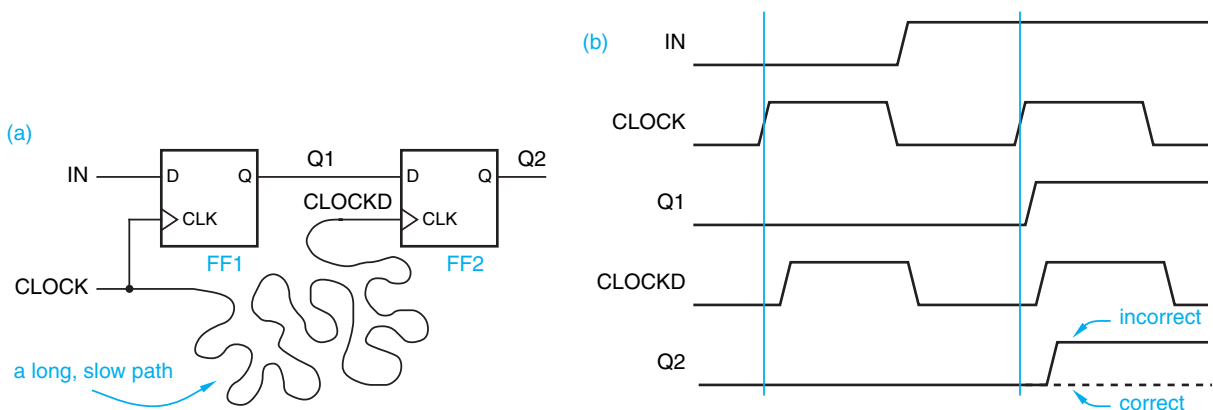 (a)
IN
D
Q
CLK
FF1
Q1
CLOCKD
D
Q
CLK
FF2
Q2
CLOCK
a long, slow path
(b)
IN
CLOCK
Q1
CLOCKD
Q2
incorrect
correct